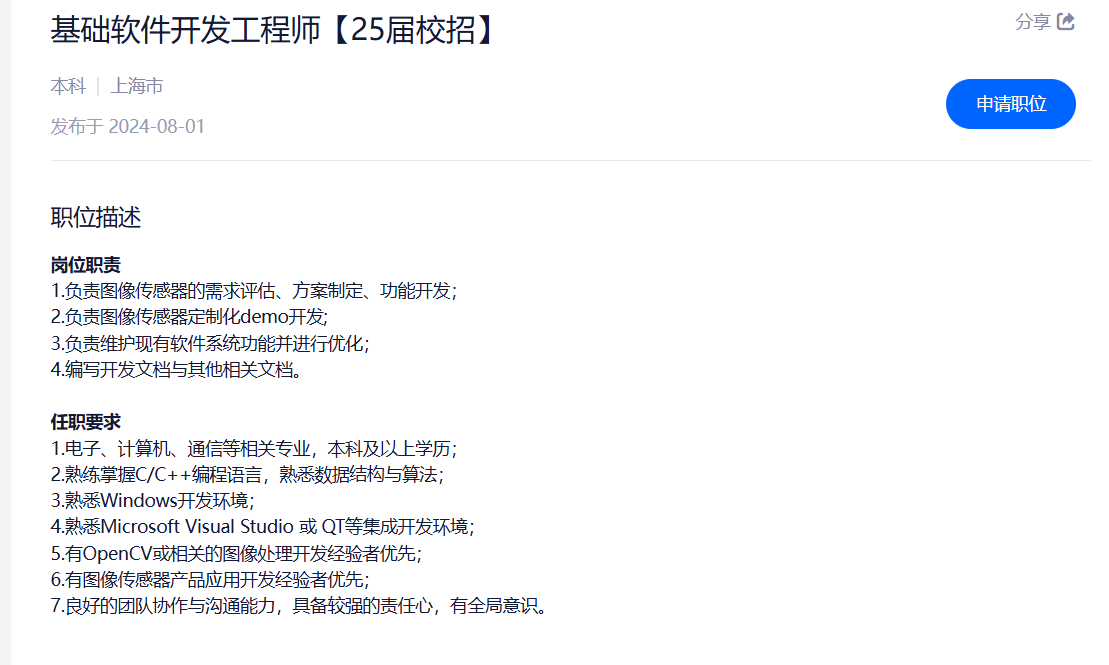 基础软件开发工程师【25届校招】
分享
本科 | 上海市
申请职位
发布于 2024-08-01
职位描述
岗位职责
1.负责图像传感器的需求评估、方案制定、功能开发；
2.负责图像传感器定制化demo开发;
3.负责维护现有软件系统功能并进行优化；
4.编写开发文档与其他相关文档。
任职要求
1.电子、计算机、通信等相关专业，本科及以上学历；
2.熟练掌握C/C++编程语言，熟悉数据结构与算法；
3.熟悉Windows开发环境；
4.熟悉Microsoft Visual Studio 或 QT等集成开发环境；
5.有OpenCV或相关的图像处理开发经验者优先；
6.有图像传感器产品应用开发经验者优先；
7.良好的团队协作与沟通能力，具备较强的责任心，有全局意识。